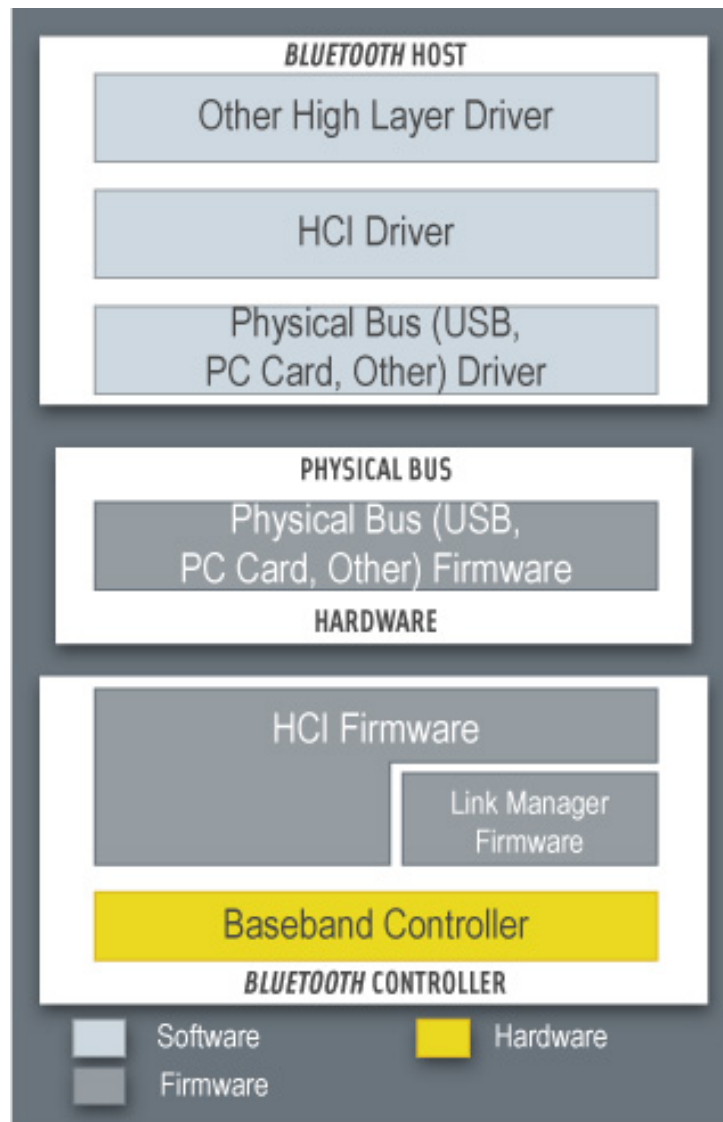 BLUETOOTH HOST
Other High Layer Driver
HCI Driver
Physical Bus (USB,
PC Card, Other) Driver
PHYSICAL BUS
Physical Bus (USB,
PC Card, Other) Firmware
HARDWARE
HCI Firmware
Link Manager
Firmware
Baseband Controller
BLUETOOTH CONTROLLER
Software
Hardware
Firmware